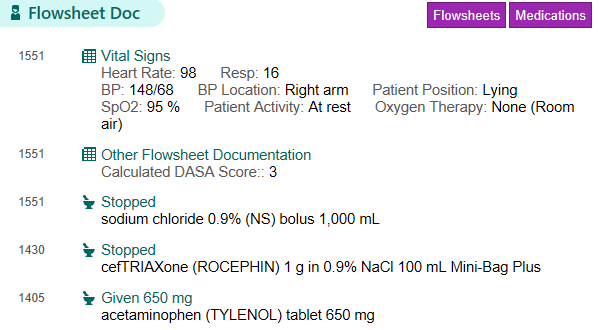 Flowsheet Doc
Flowsheets
Medications
1551
Vital Signs
Heart Rate: 98 Resp: 16
BP: 148/68 BP Location: Right arm Patient Position: Lying
SpO2: 95 % Patient Activity: At rest Oxygen Therapy: None (Room
air)
1551
Other Flowsheet Documentation
Calculated DASA Score:: 3
1551
Stopped
sodium chloride 0.9% (NS) bolus 1,000 mL
1430
Stopped
cefTRIAXone (ROCEPHIN) 1 g in 0.9% NaCl 100 mL Mini-Bag Plus
1405
Given 650 mg
acetaminophen (TYLENOL) tablet 650 mg